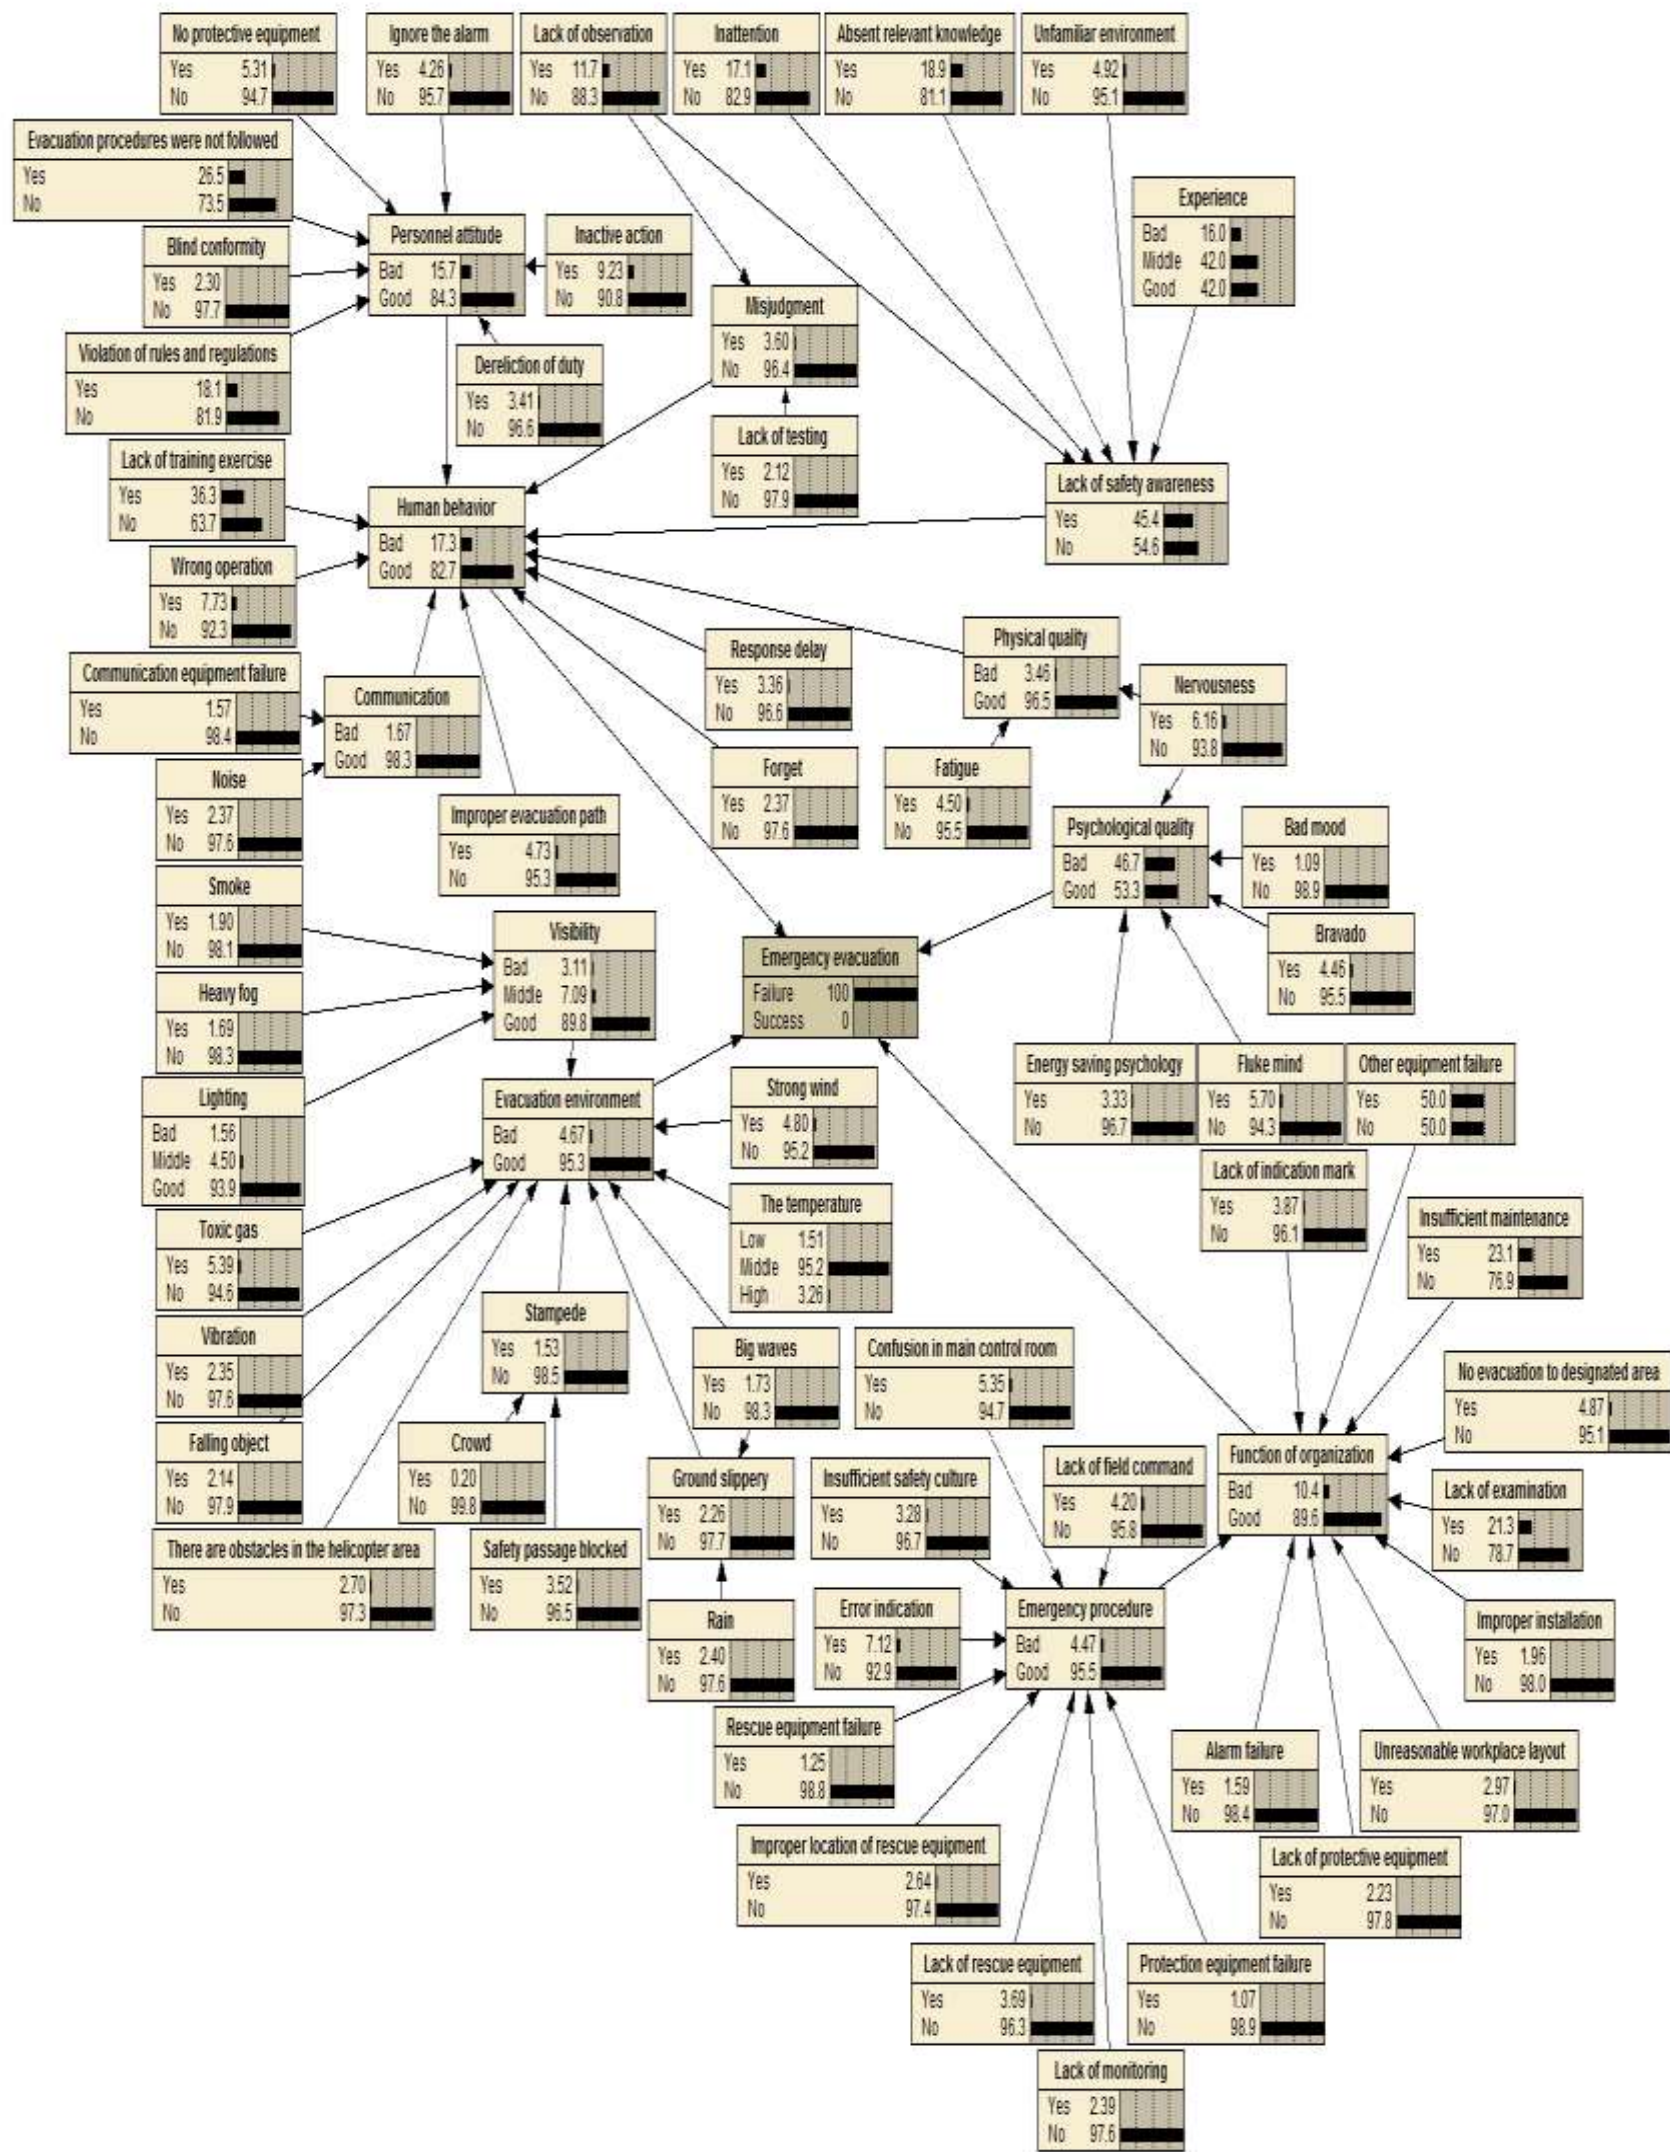 No protective equipment
Yes 5.31
No 94.7
Ignore the alarm
Yes 4.26
No 95.7
Lack of observation
Yes 11.7
No 88.3
Inattention
Yes 17.1
No 82.9
Absent relevant knowledge
Yes 18.9
No 81.1
Unfamiliar environment
Yes 4.92
No 95.1
Evacuation procedures were not followed
Yes 26.5
No 73.5
Experience
Bad 16.0
Middle 42.0
Good 42.0
Personnel attitude
Bad 15.7
Good 84.3
Inactive action
Yes 9.23
No 90.8
Blind conformity
Yes 2.30
No 97.7
Misjudgment
Yes 3.60
No 96.4
Violation of rules and regulations
Yes 18.1
No 81.9
Dereliction of duty
Yes 3.41
No 96.6
Lack of testing
Yes 2.12
No 97.9
Lack of training exercise
Yes 36.3
No 63.7
Lack of safety awareness
Yes 45.4
No 54.6
Human behavior
Bad 17.3
Good 82.7
Wrong operation
Yes 7.73
No 92.3
Physical quality
Bad 3.46
Good 96.5
Response delay
Yes 3.36
No 96.6
Communication equipment failure
Yes 1.57
No 98.4
Communication
Bad 1.67
Good 98.3
Nervousness
Yes 6.16
No 93.8
Forget
Yes 2.37
No 97.6
Fatigue
Yes 4.50
No 95.5
Noise
Yes 2.37
No 97.6
Improper evacuation path
Yes 4.73
No 95.3
Psychological quality
Bad 46.7
Good 53.3
Bad mood
Yes 1.09
No 98.9
Smoke
Yes 1.90
No 98.1
Visibility
Bad 3.11
Middle 7.09
Good 89.8
Bravado
Yes 4.46
No 95.5
Emergency evacuation
Failure 100
Success 0
Heavy fog
Yes 1.69
No 98.3
Energy saving psychology
Yes 3.33
No 96.7
Fluke mind
Yes 5.70
No 94.3
Other equipment failure
Yes 50.0
No 50.0
Lighting
Bad 1.56
Middle 4.50
Good 93.9
Evacuation environment
Bad 4.67
Good 95.3
Strong wind
Yes 4.80
No 95.2
Lack of indication mark
Yes 3.87
No 96.1
The temperature
Low 1.51
Middle 95.2
High 3.26
Insufficient maintenance
Yes 23.1
No 76.9
Toxic gas
Yes 5.39
No 94.6
Stampede
Yes 1.53
No 98.5
Vibration
Yes 2.35
No 97.6
Big waves
Yes 1.73
No 98.3
Confusion in main control room
Yes 5.35
No 94.7
No evacuation to designated area
Yes 4.87
No 95.1
Falling object
Yes 2.14
No 97.9
Crowd
Yes 0.20
No 99.8
Function of organization
Bad 10.4
Good 89.6
Ground slippery
Yes 2.26
No 97.7
Insufficient safety culture
Yes 3.28
No 96.7
Lack of field command
Yes 4.20
No 95.8
Lack of examination
Yes 21.3
No 78.7
There are obstacles in the helicopter area
Yes 2.70
No 97.3
Safety passage blocked
Yes 3.52
No 96.5
Rain
Yes 2.40
No 97.6
Error indication
Yes 7.12
No 92.9
Emergency procedure
Bad 4.47
Good 95.5
Improper installation
Yes 1.96
No 98.0
Rescue equipment failure
Yes 1.25
No 98.8
Alarm failure
Yes 1.59
No 98.4
Unreasonable workplace layout
Yes 2.97
No 97.0
Improper location of rescue equipment
Yes 2.64
No 97.4
Lack of protective equipment
Yes 2.23
No 97.8
Lack of rescue equipment
Yes 3.69
No 96.3
Protection equipment failure
Yes 1.07
No 98.9
Lack of monitoring
Yes 2.39
No 97.6